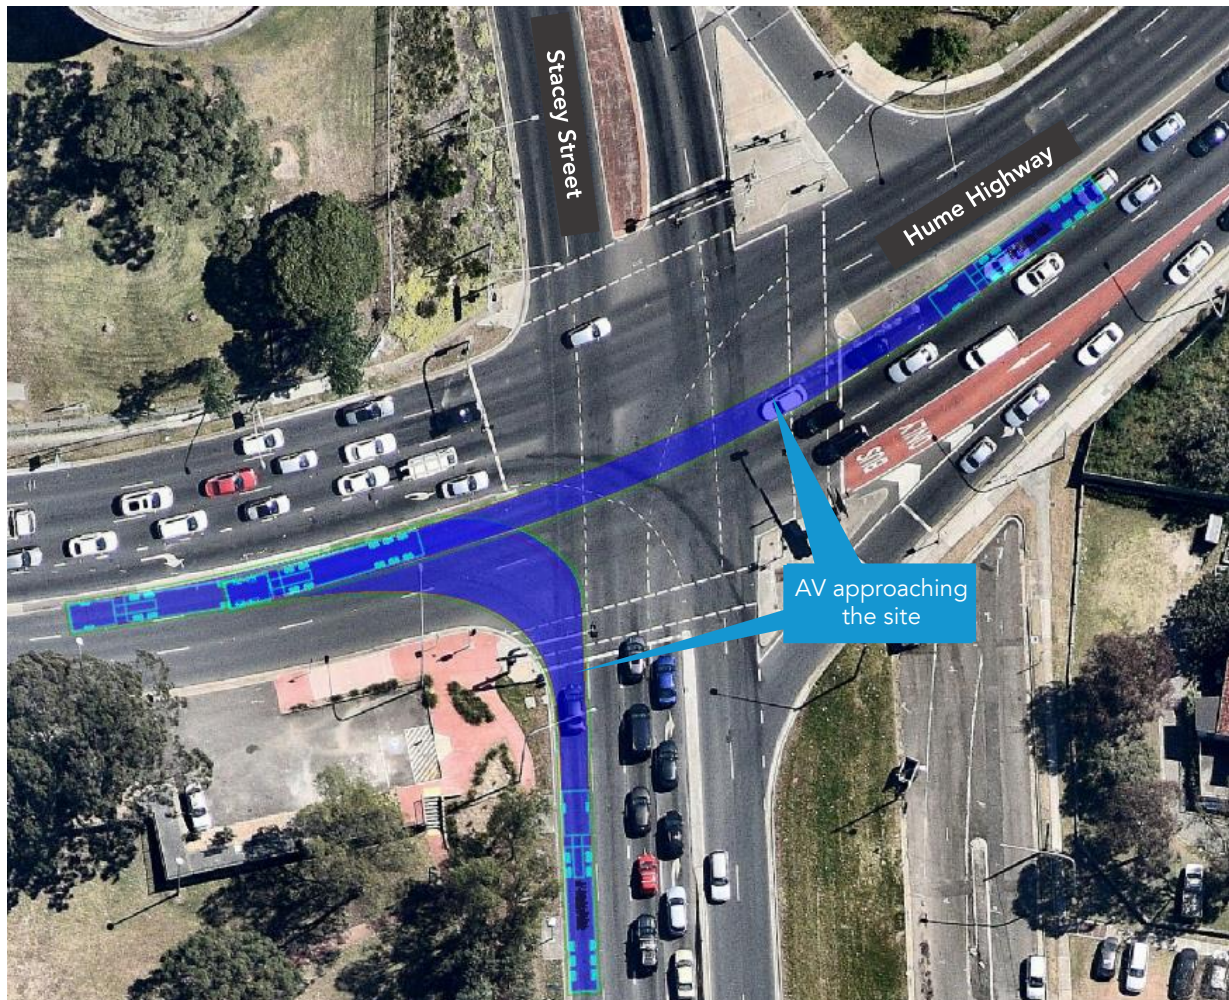 Stacey Street
Hume Highway
BUS
ONLY
AV approaching
the site